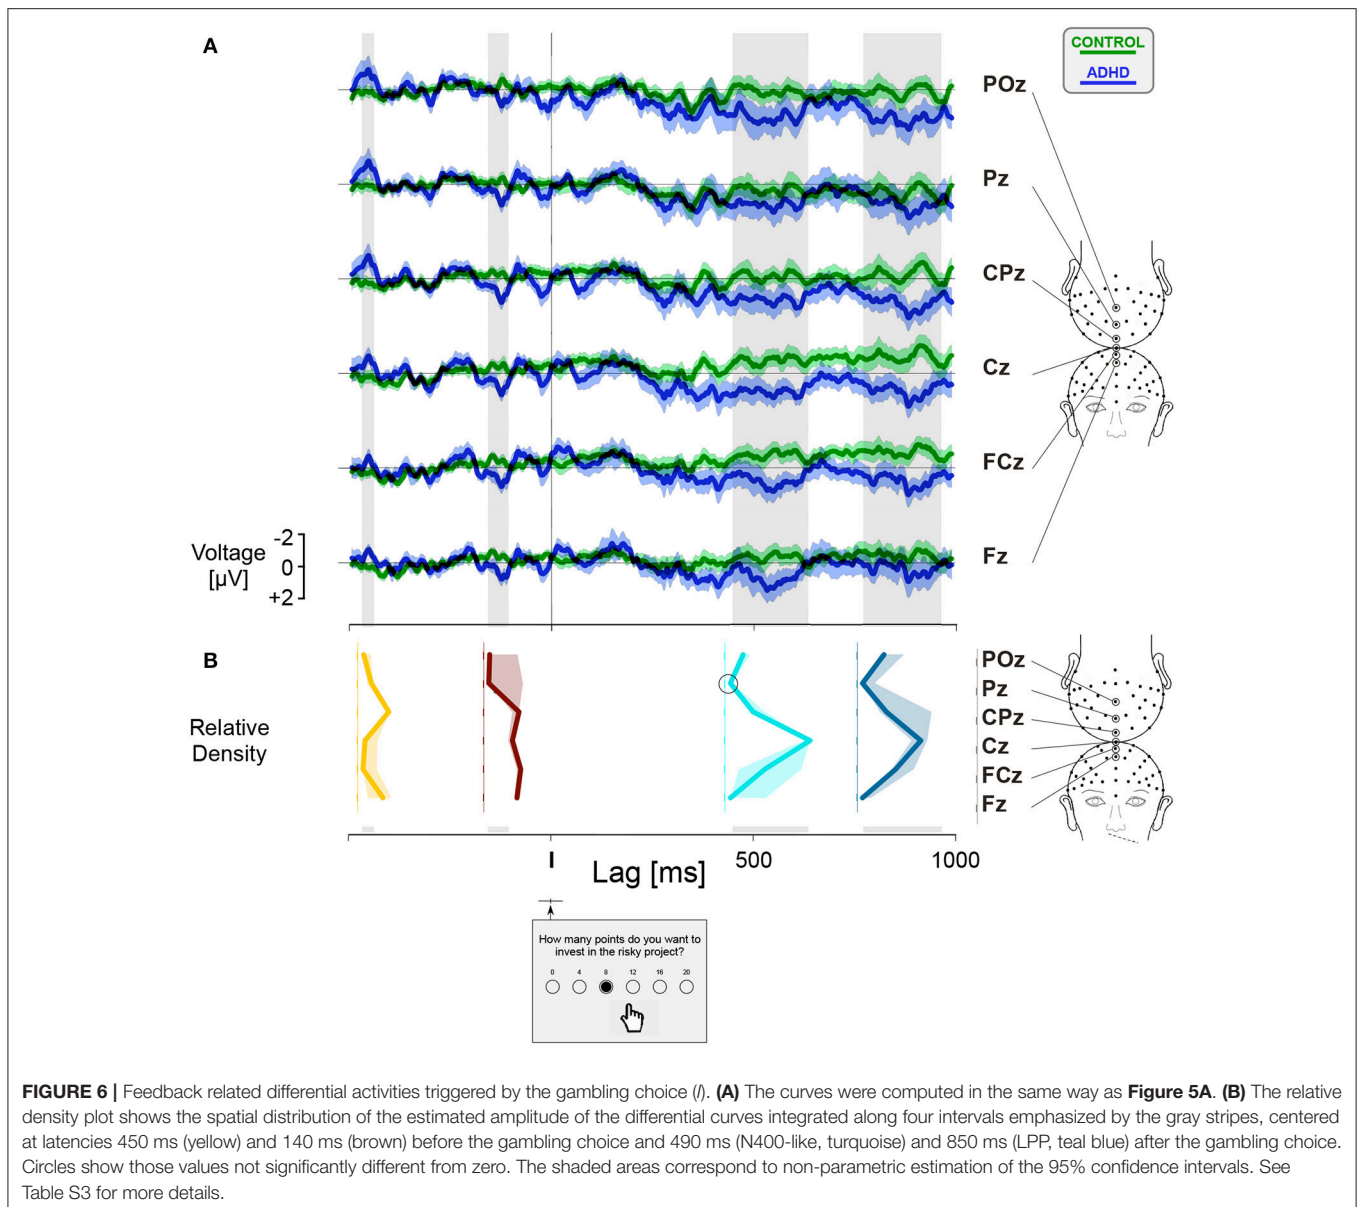 A
CONTROL
ADHD
POz
Pz
CPz
Cz
FCz
Fz
Voltage
[µV]
-2
0
+2
B
Relative
Density
POz
Pz
CPz
Cz
FCz
Fz
I
500
1000
Lag [ms]
How many points do you want to
invest in the risky project?
0 4 8 12 16 20
FIGURE 6 | Feedback related differential activities triggered by the gambling choice (I). (A) The curves were computed in the same way as Figure 5A. (B) The relative
density plot shows the spatial distribution of the estimated amplitude of the differential curves integrated along four intervals emphasized by the gray stripes, centered
at latencies 450 ms (yellow) and 140 ms (brown) before the gambling choice and 490 ms (N400-like, turquoise) and 850 ms (LPP, teal blue) after the gambling choice.
Circles show those values not significantly different from zero. The shaded areas correspond to non-parametric estimation of the 95% confidence intervals. See
Table S3 for more details.